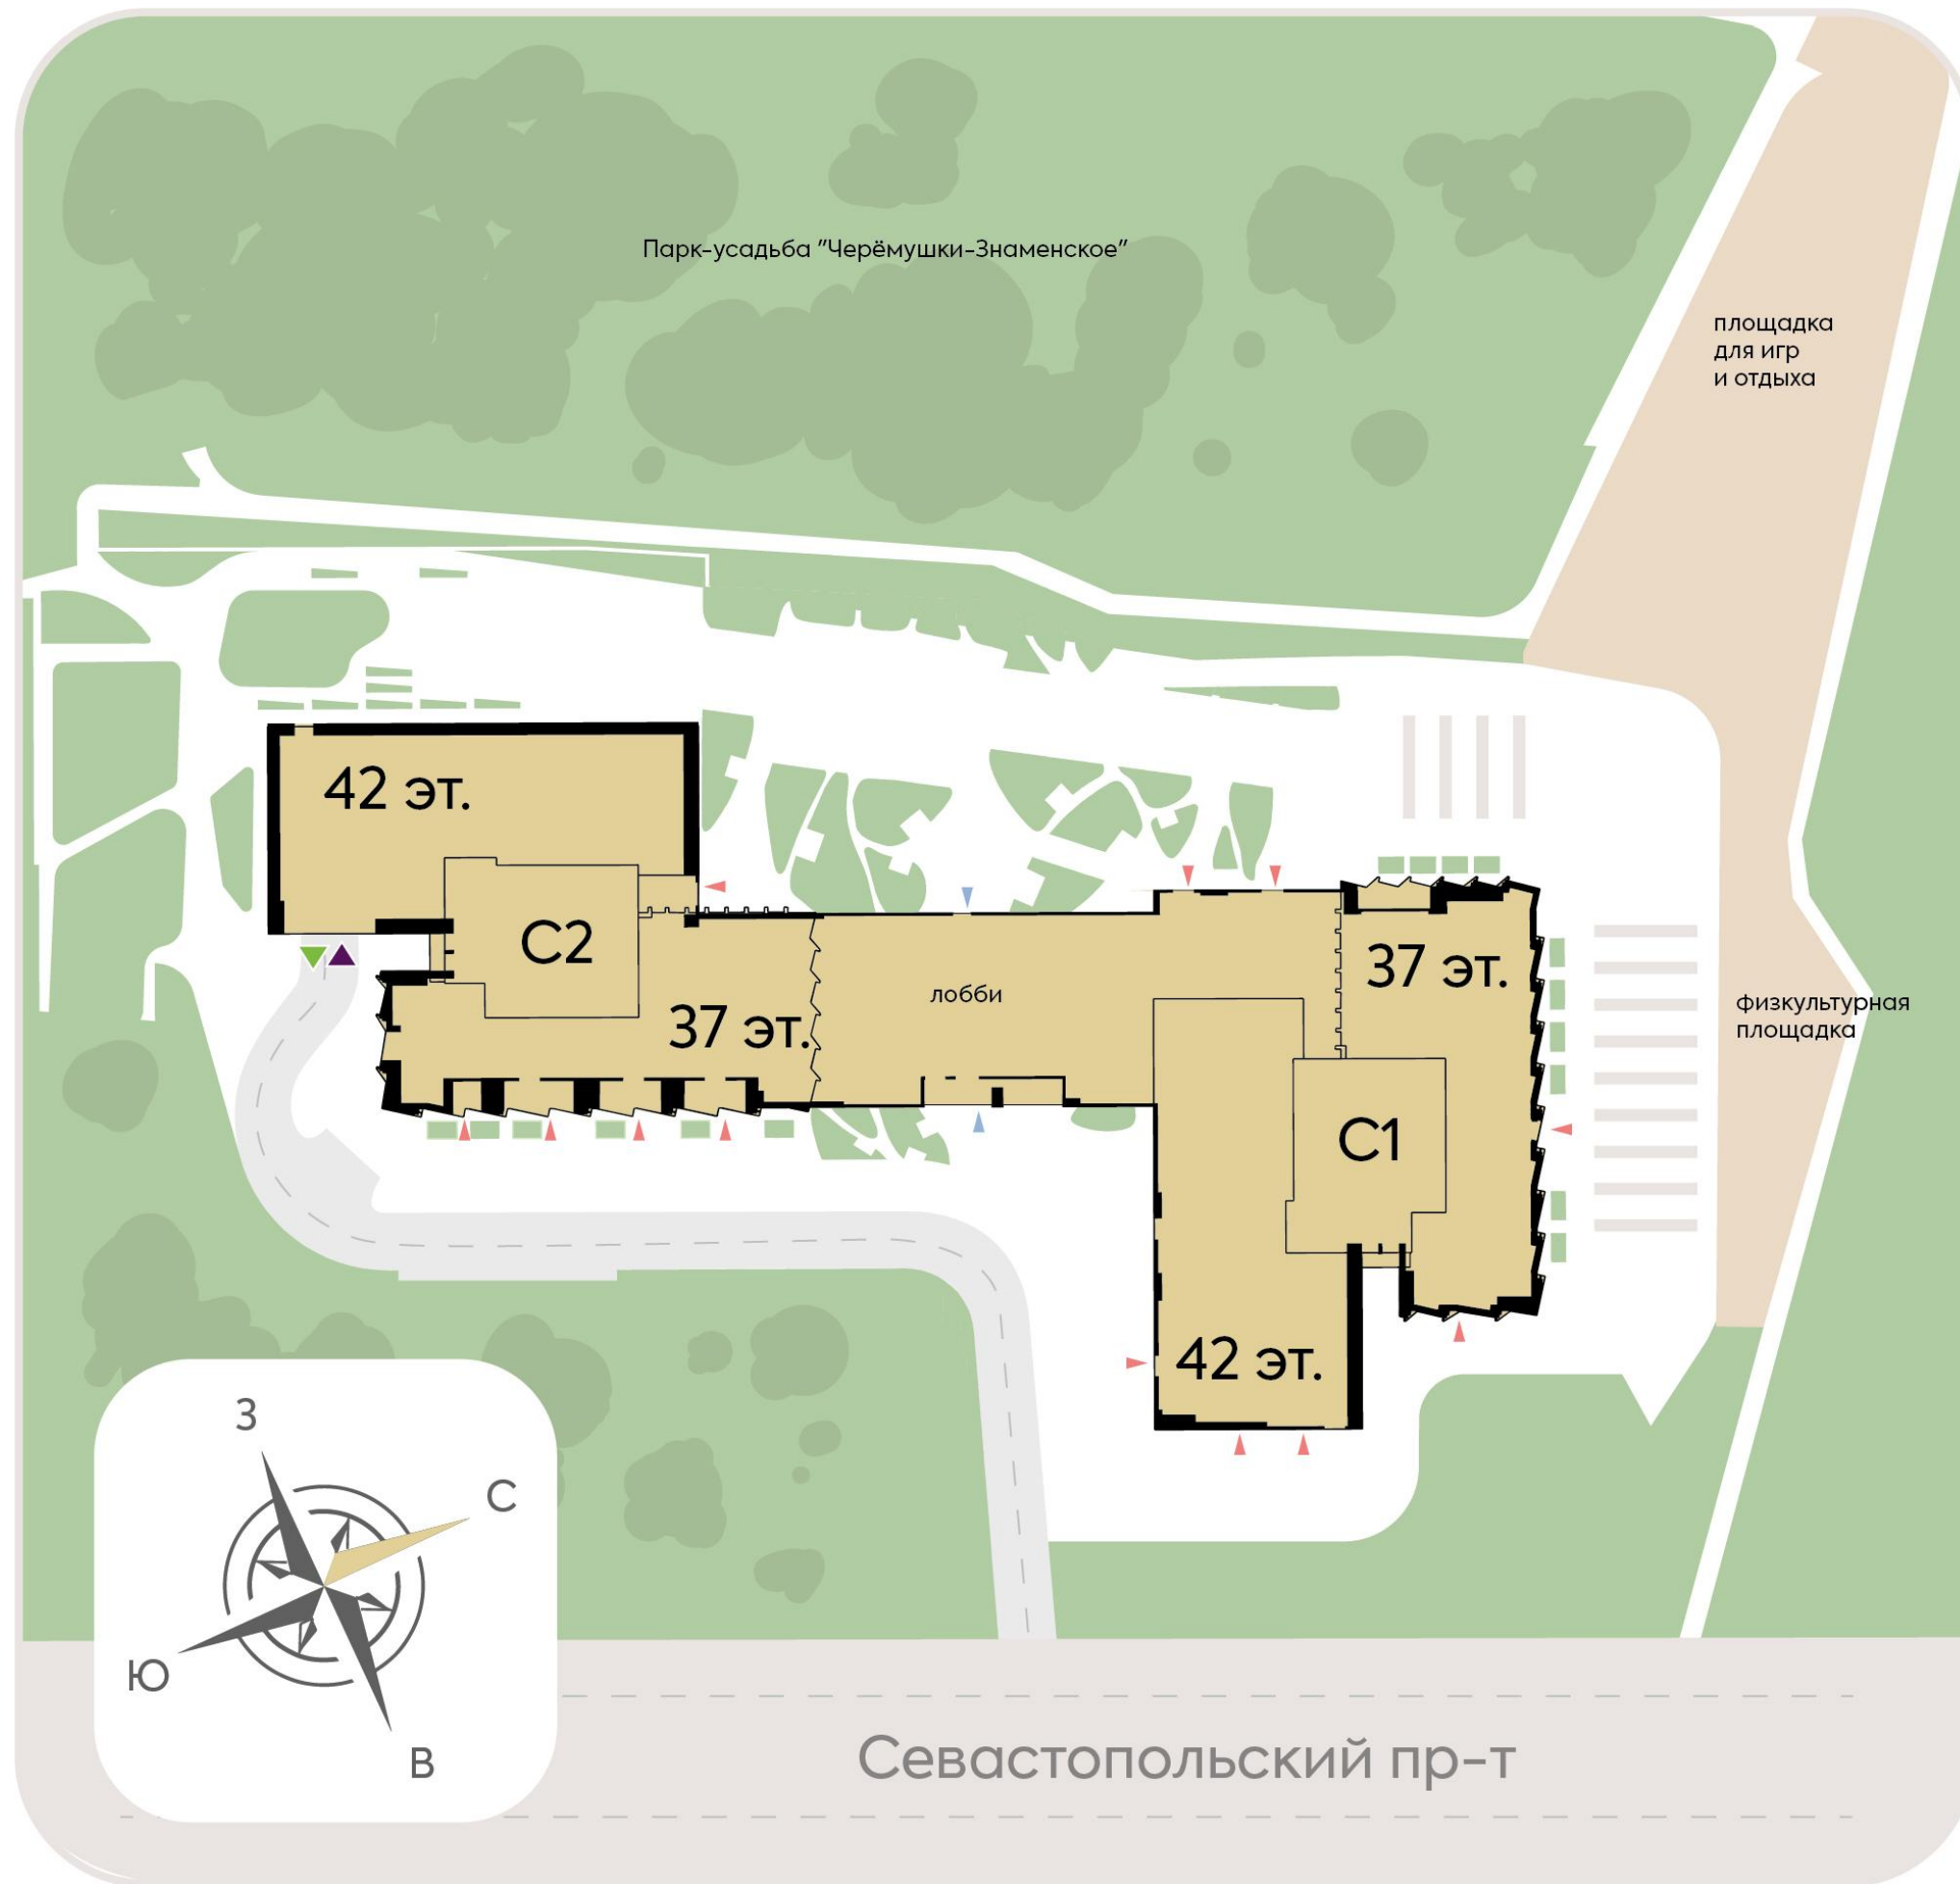 Парк-усадьба "Черёмушки-Знаменское"
площадка
для игр
и отдыха
42 эт.
С2
37 эт.
лобби
37 эт.
физкультурная
площадка
С1
42 эт.
З
С
Ю
В
Севастопольский пр-т